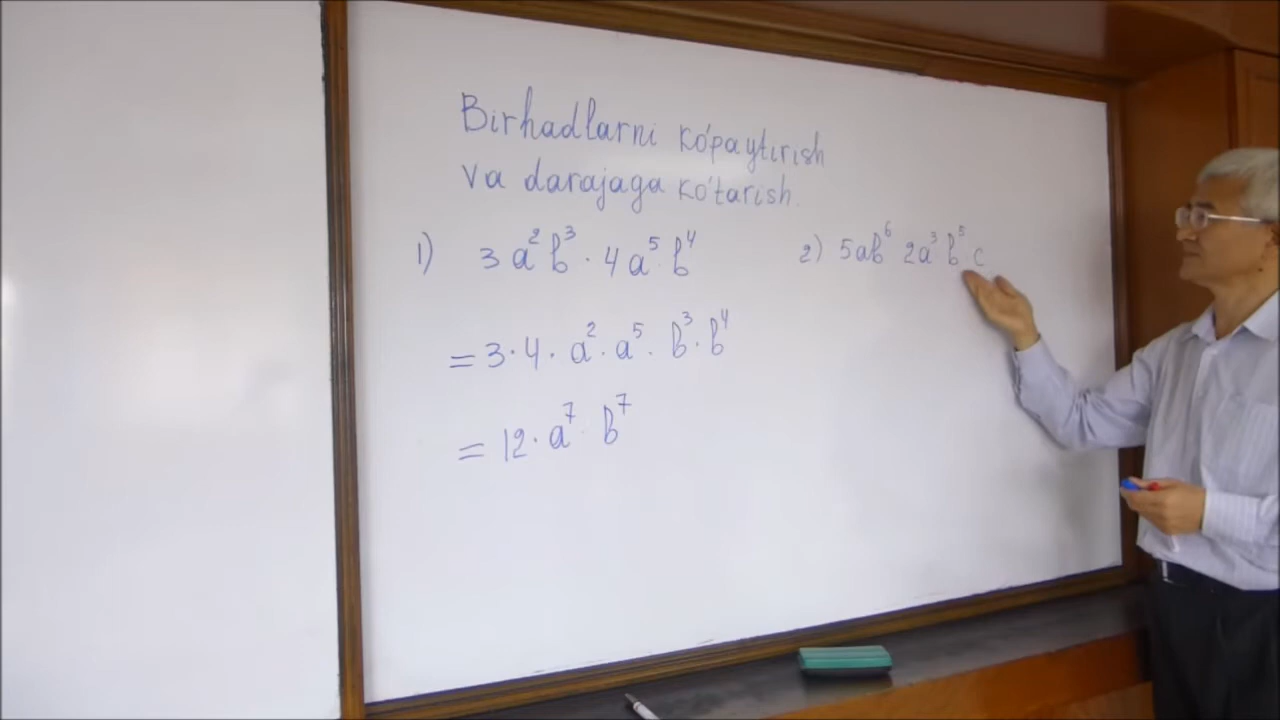 Birhadlarni ko'paytirish
va darajaga ko'tarish.
1) 3a²b³ · 4a⁵b⁴
= 3 · 4 · a² · a⁵ · b³ · b⁴
= 12 · a⁷ · b⁷
2) 5ab⁶ 2a³b⁵c